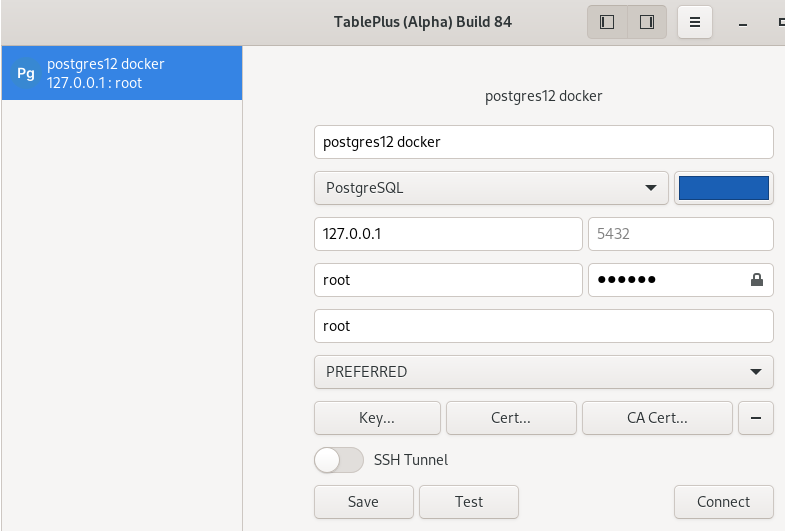 TablePlus (Alpha) Build 84
Pg
postgres12 docker
127.0.0.1 : root
postgres12 docker
postgres12 docker
PostgreSQL
127.0.0.1 5432
root ●●●●●●
root
PREFERRED
Key... Cert... CA Cert...
SSH Tunnel
Save Test Connect